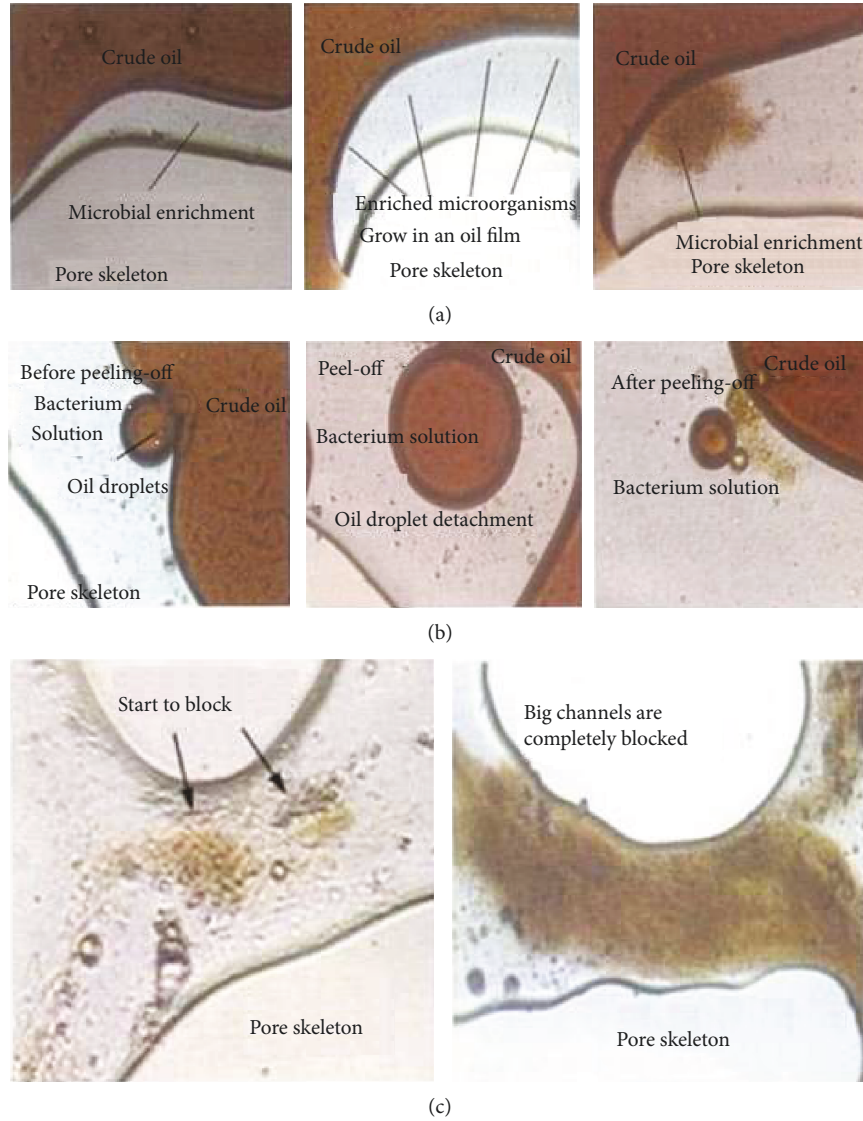 Crude oil
Microbial enrichment
Pore skeleton
Crude oil
Enriched microorganisms
Grow in an oil film
Pore skeleton
Crude oil
Microbial enrichment
Pore skeleton
(a)
Before peeling-off
Bacterium
Solution
Crude oil
Oil droplets
Pore skeleton
Peel-off
Crude oil
Bacterium solution
Oil droplet detachment
Crude oil
After peeling-off
Bacterium solution
(b)
Start to block
Pore skeleton
Big channels are
completely blocked
Pore skeleton
(c)